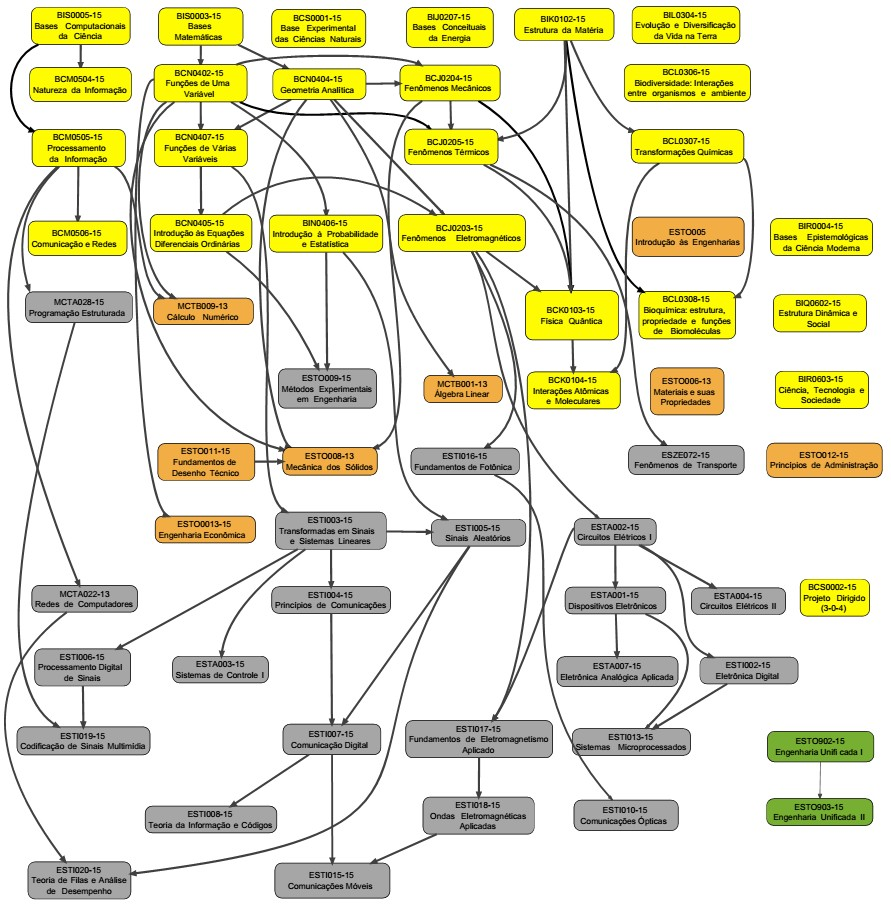 BIS0005-15
Bases Computacionais
da Ciência
BIS0003-15
Bases
Matemáticas
BCS0001-15
Base Experimental
das Ciências Naturais
BIJ0207-15
Bases Conceituais
da Energia
BIK0102-15
Estrutura da Matéria
BIL0304-15
Evolução e Diversificação
da Vida na Terra
BCM0504-15
Natureza da Informação
BCN0402-15
Funções de Uma
Variável
BCN0404-15
Geometria Analítica
BCJ0204-15
Fenômenos Mecânicos
BCL0306-15
Biodiversidade: Interações
entre organismos e ambiente
BCM0505-15
Processamento
da Informação
BCN0407-15
Funções de Várias
Variáveis
BCJ0205-15
Fenômenos Térmicos
BCL0307-15
Transformações Químicas
BCM0506-15
Comunicação e Redes
BCN0405-15
Introdução às Equações
Diferenciais Ordinárias
BIN0406-15
Introdução à Probabilidade
e Estatística
BCJ0203-15
Fenômenos Eletromagnéticos
ESTO005
Introdução às Engenharias
BIR0004-15
Bases Epistemológicas
da Ciência Moderna
MCTA028-15
Programação Estruturada
MCTB009-13
Cálculo Numérico
BCK0103-15
Física Quântica
BCL0308-15
Bioquímica: estrutura,
propriedade e funções
de Biomoléculas
BIQ0602-15
Estrutura Dinâmica e
Social
ESTO009-15
Métodos Experimentais
em Engenharia
MCTB001-13
Álgebra Linear
BCK0104-15
Interações Atômicas
e Moleculares
ESTO006-13
Materiais e suas
Propriedades
BIR0603-15
Ciência, Tecnologia e
Sociedade
ESTO011-15
Fundamentos de
Desenho Técnico
ESTO008-13
Mecânica dos Sólidos
ESTI016-15
Fundamentos de Fotônica
ESZE072-15
Fenômenos de Transporte
ESTO012-15
Princípios de Administração
ESTO0013-15
Engenharia Econômica
ESTI003-15
Transformadas em Sinais
e Sistemas Lineares
ESTI005-15
Sinais Aleatórios
ESTA002-15
Circuitos Elétricos I
MCTA022-13
Redes de Computadores
ESTI004-15
Princípios de Comunicações
ESTA001-15
Dispositivos Eletrônicos
ESTA004-15
Circuitos Elétricos II
BCS0002-15
Projeto Dirigido
(3-0-4)
ESTI006-15
Processamento Digital
de Sinais
ESTA003-15
Sistemas de Controle I
ESTA007-15
Eletrônica Analógica Aplicada
ESTI002-15
Eletrônica Digital
ESTI019-15
Codificação de Sinais Multimídia
ESTI007-15
Comunicação Digital
ESTI017-15
Fundamentos de Eletromagnetismo
Aplicado
ESTI013-15
Sistemas Microprocessados
ESTO902-15
Engenharia Unifi cada I
ESTI008-15
Teoria da Informação e Códigos
ESTI018-15
Ondas Eletromagnéticas
Aplicadas
ESTI010-15
Comunicações Ópticas
ESTO903-15
Engenharia Unificada II
ESTI020-15
Teoria de Filas e Análise
de Desempenho
ESTI015-15
Comunicações Móveis